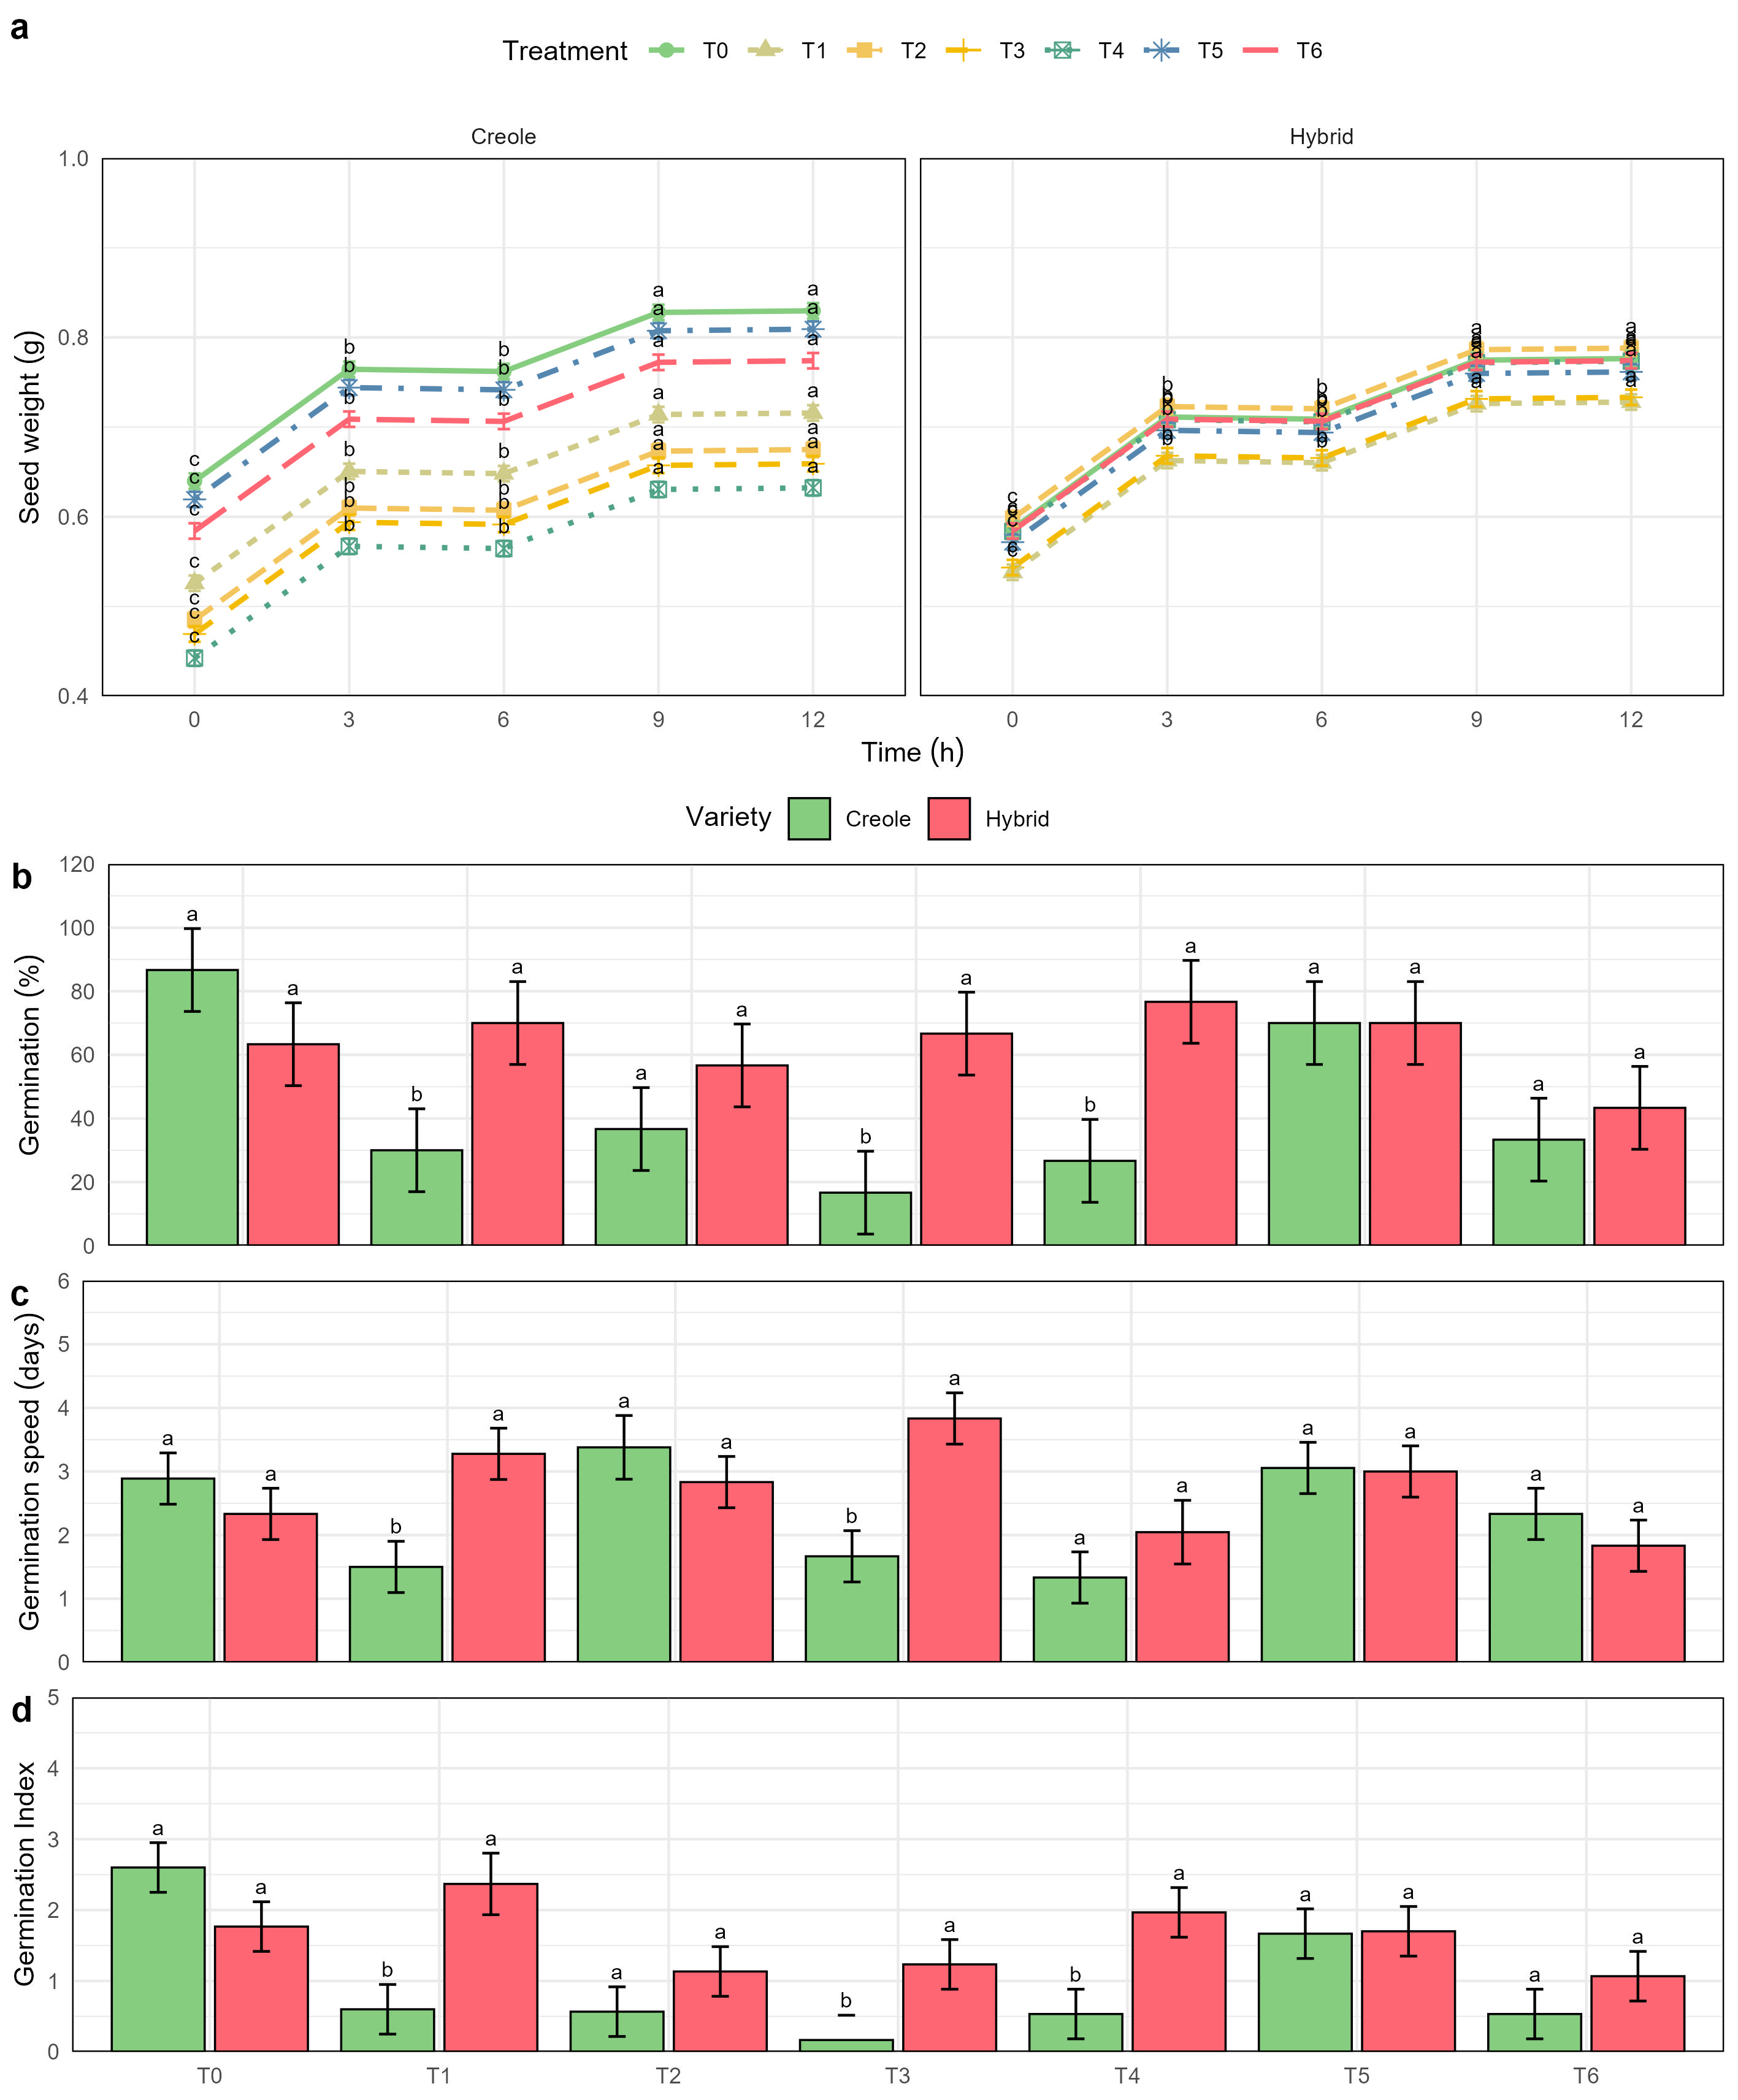 a
Treatment T0 T1 T2 T3 T4 T5 T6
Creole Hybrid
Seed weight (g)
1.0
0.8
0.6
0.4
c c c c c c c
b b b b b b b
b b b b b b b
a a a a a a a
a a a a a a a
0 3 6 9 12
0 3 6 9 12
Time (h)
Variety Creole Hybrid
b
Germination (%)
120
100
80
60
40
20
0
a a b a a a b a b a a a a a
c
Germination speed (days)
6
5
4
3
2
1
0
a a b a a a b a a a a a a a
d
Germination Index
5
4
3
2
1
0
a a b a a a b a b a a a a a
T0 T1 T2 T3 T4 T5 T6